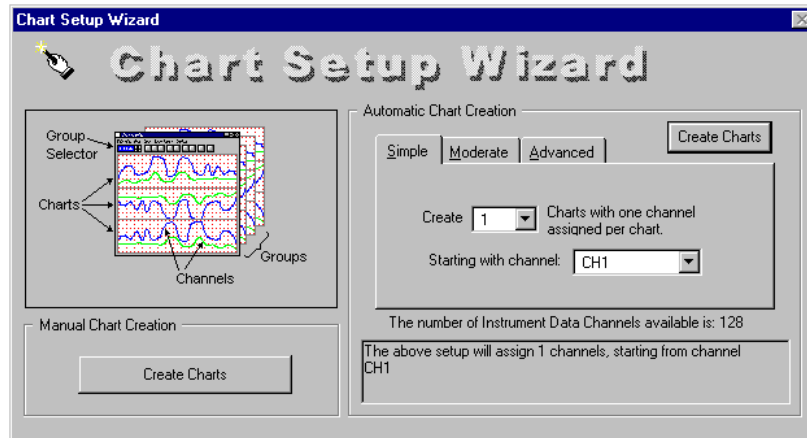 Chart Setup Wizard
Chart Setup Wizard
Group
Selector
Charts
Channels
Groups
Manual Chart Creation
Create Charts
Automatic Chart Creation
Create Charts
Simple
Moderate
Advanced
Create
1
Charts with one channel
assigned per chart.
Starting with channel:
CH1
The number of Instrument Data Channels available is: 128
The above setup will assign 1 channels, starting from channel
CH1